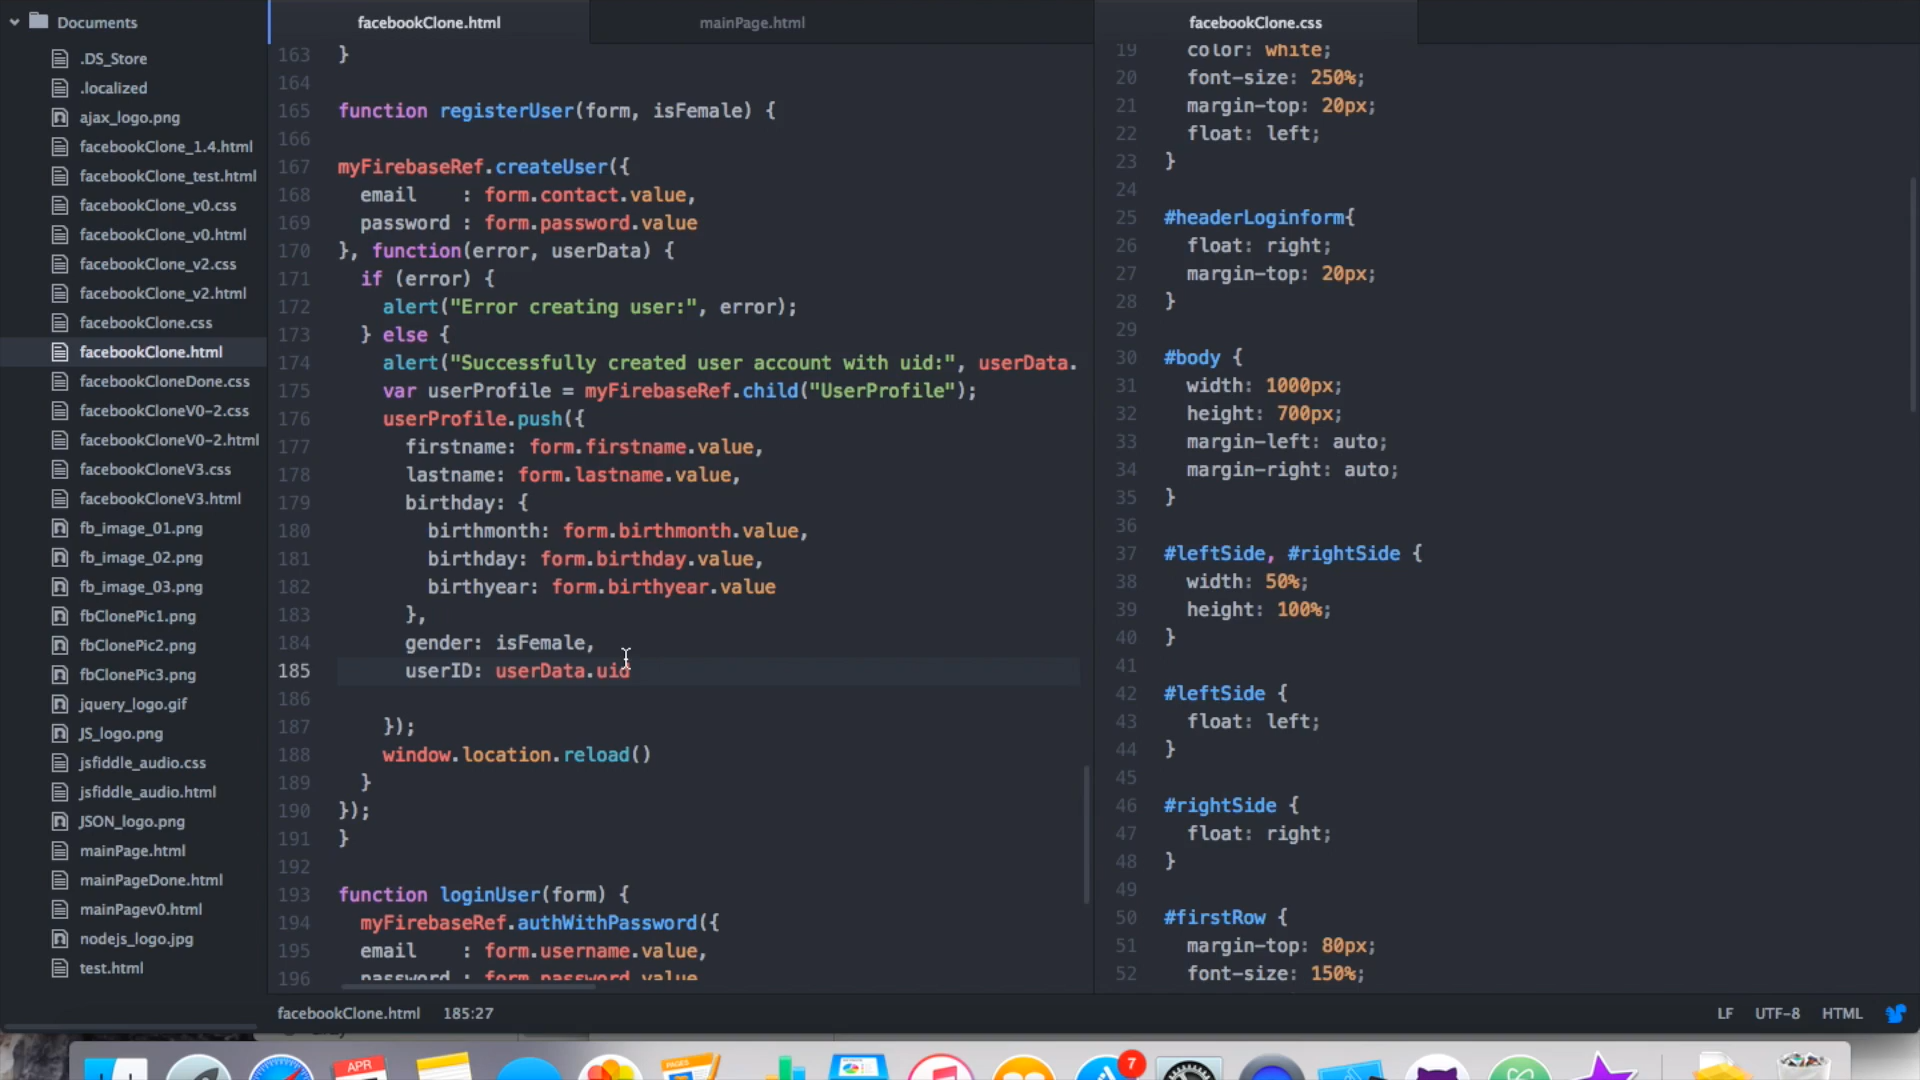 Documents
.DS_Store
.localized
ajax_logo.png
facebookClone_1.4.html
facebookClone_test.html
facebookClone_v0.css
facebookClone_v0.html
facebookClone_v2.css
facebookClone_v2.html
facebookClone.css
facebookClone.html
facebookCloneDone.css
facebookCloneV0-2.css
facebookCloneV0-2.html
facebookCloneV3.css
facebookCloneV3.html
fb_image_01.png
fb_image_02.png
fb_image_03.png
fbClonePic1.png
fbClonePic2.png
fbClonePic3.png
jquery_logo.gif
JS_logo.png
jsfiddle_audio.css
jsfiddle_audio.html
JSON_logo.png
mainPage.html
mainPageDone.html
mainPagev0.html
nodejs_logo.jpg
test.html
facebookClone.html
mainPage.html
163 }
164
165 function registerUser(form, isFemale) {
166
167 myFirebaseRef.createUser({
168 email : form.contact.value,
169 password : form.password.value
170 }, function(error, userData) {
171 if (error) {
172 alert("Error creating user:", error);
173 } else {
174 alert("Successfully created user account with uid:", userData.
175 var userProfile = myFirebaseRef.child("UserProfile");
176 userProfile.push({
177 firstname: form.firstname.value,
178 lastname: form.lastname.value,
179 birthday: {
180 birthmonth: form.birthmonth.value,
181 birthday: form.birthday.value,
182 birthyear: form.birthyear.value
183 },
184 gender: isFemale,
185 userID: userData.uid
186
187 });
188 window.location.reload()
189 }
190 });
191 }
192
193 function loginUser(form) {
194 myFirebaseRef.authWithPassword({
195 email : form.username.value,
196 password : form.password.value
facebookClone.css
19 color: white;
20 font-size: 250%;
21 margin-top: 20px;
22 float: left;
23 }
24
25 #headerLoginform{
26 float: right;
27 margin-top: 20px;
28 }
29
30 #body {
31 width: 1000px;
32 height: 700px;
33 margin-left: auto;
34 margin-right: auto;
35 }
36
37 #leftSide, #rightSide {
38 width: 50%;
39 height: 100%;
40 }
41
42 #leftSide {
43 float: left;
44 }
45
46 #rightSide {
47 float: right;
48 }
49
50 #firstRow {
51 margin-top: 80px;
52 font-size: 150%;
facebookClone.html 185:27
LF UTF-8 HTML
APR
PAGES
7